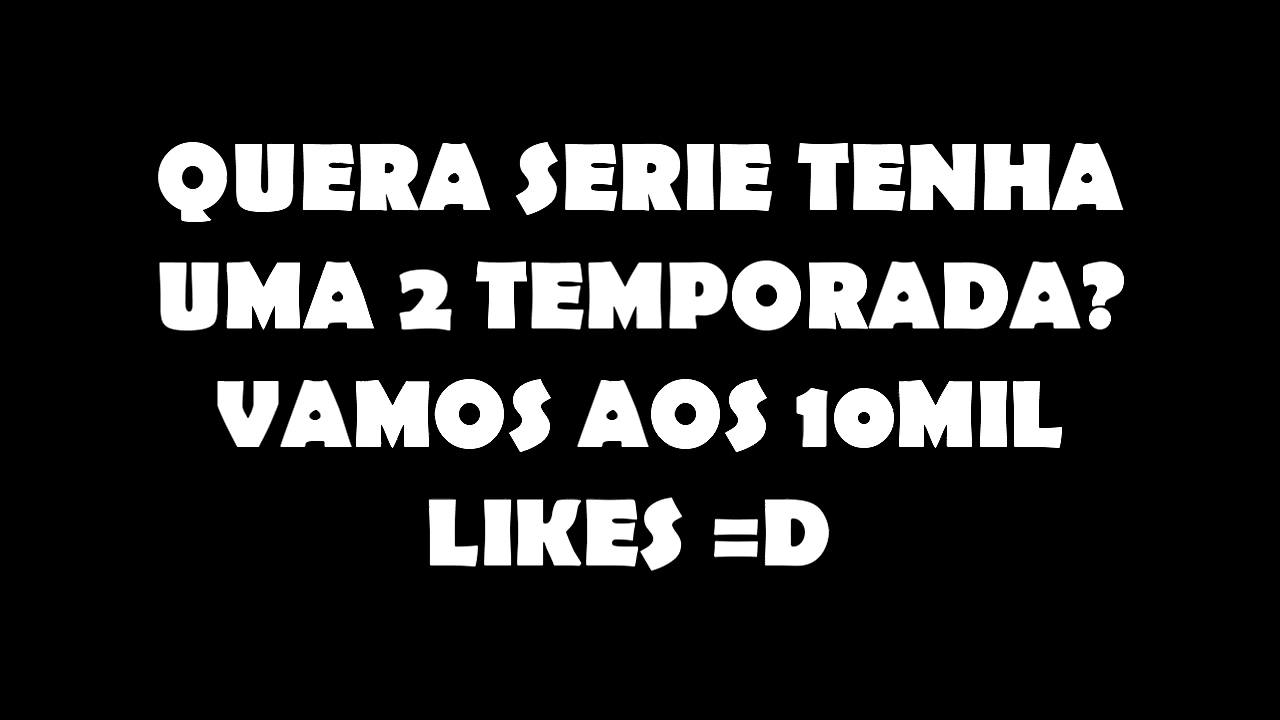 QUERA SERIE TENHA
UMA 2 TEMPORADA?
VAMOS AOS 10MIL
LIKES =D